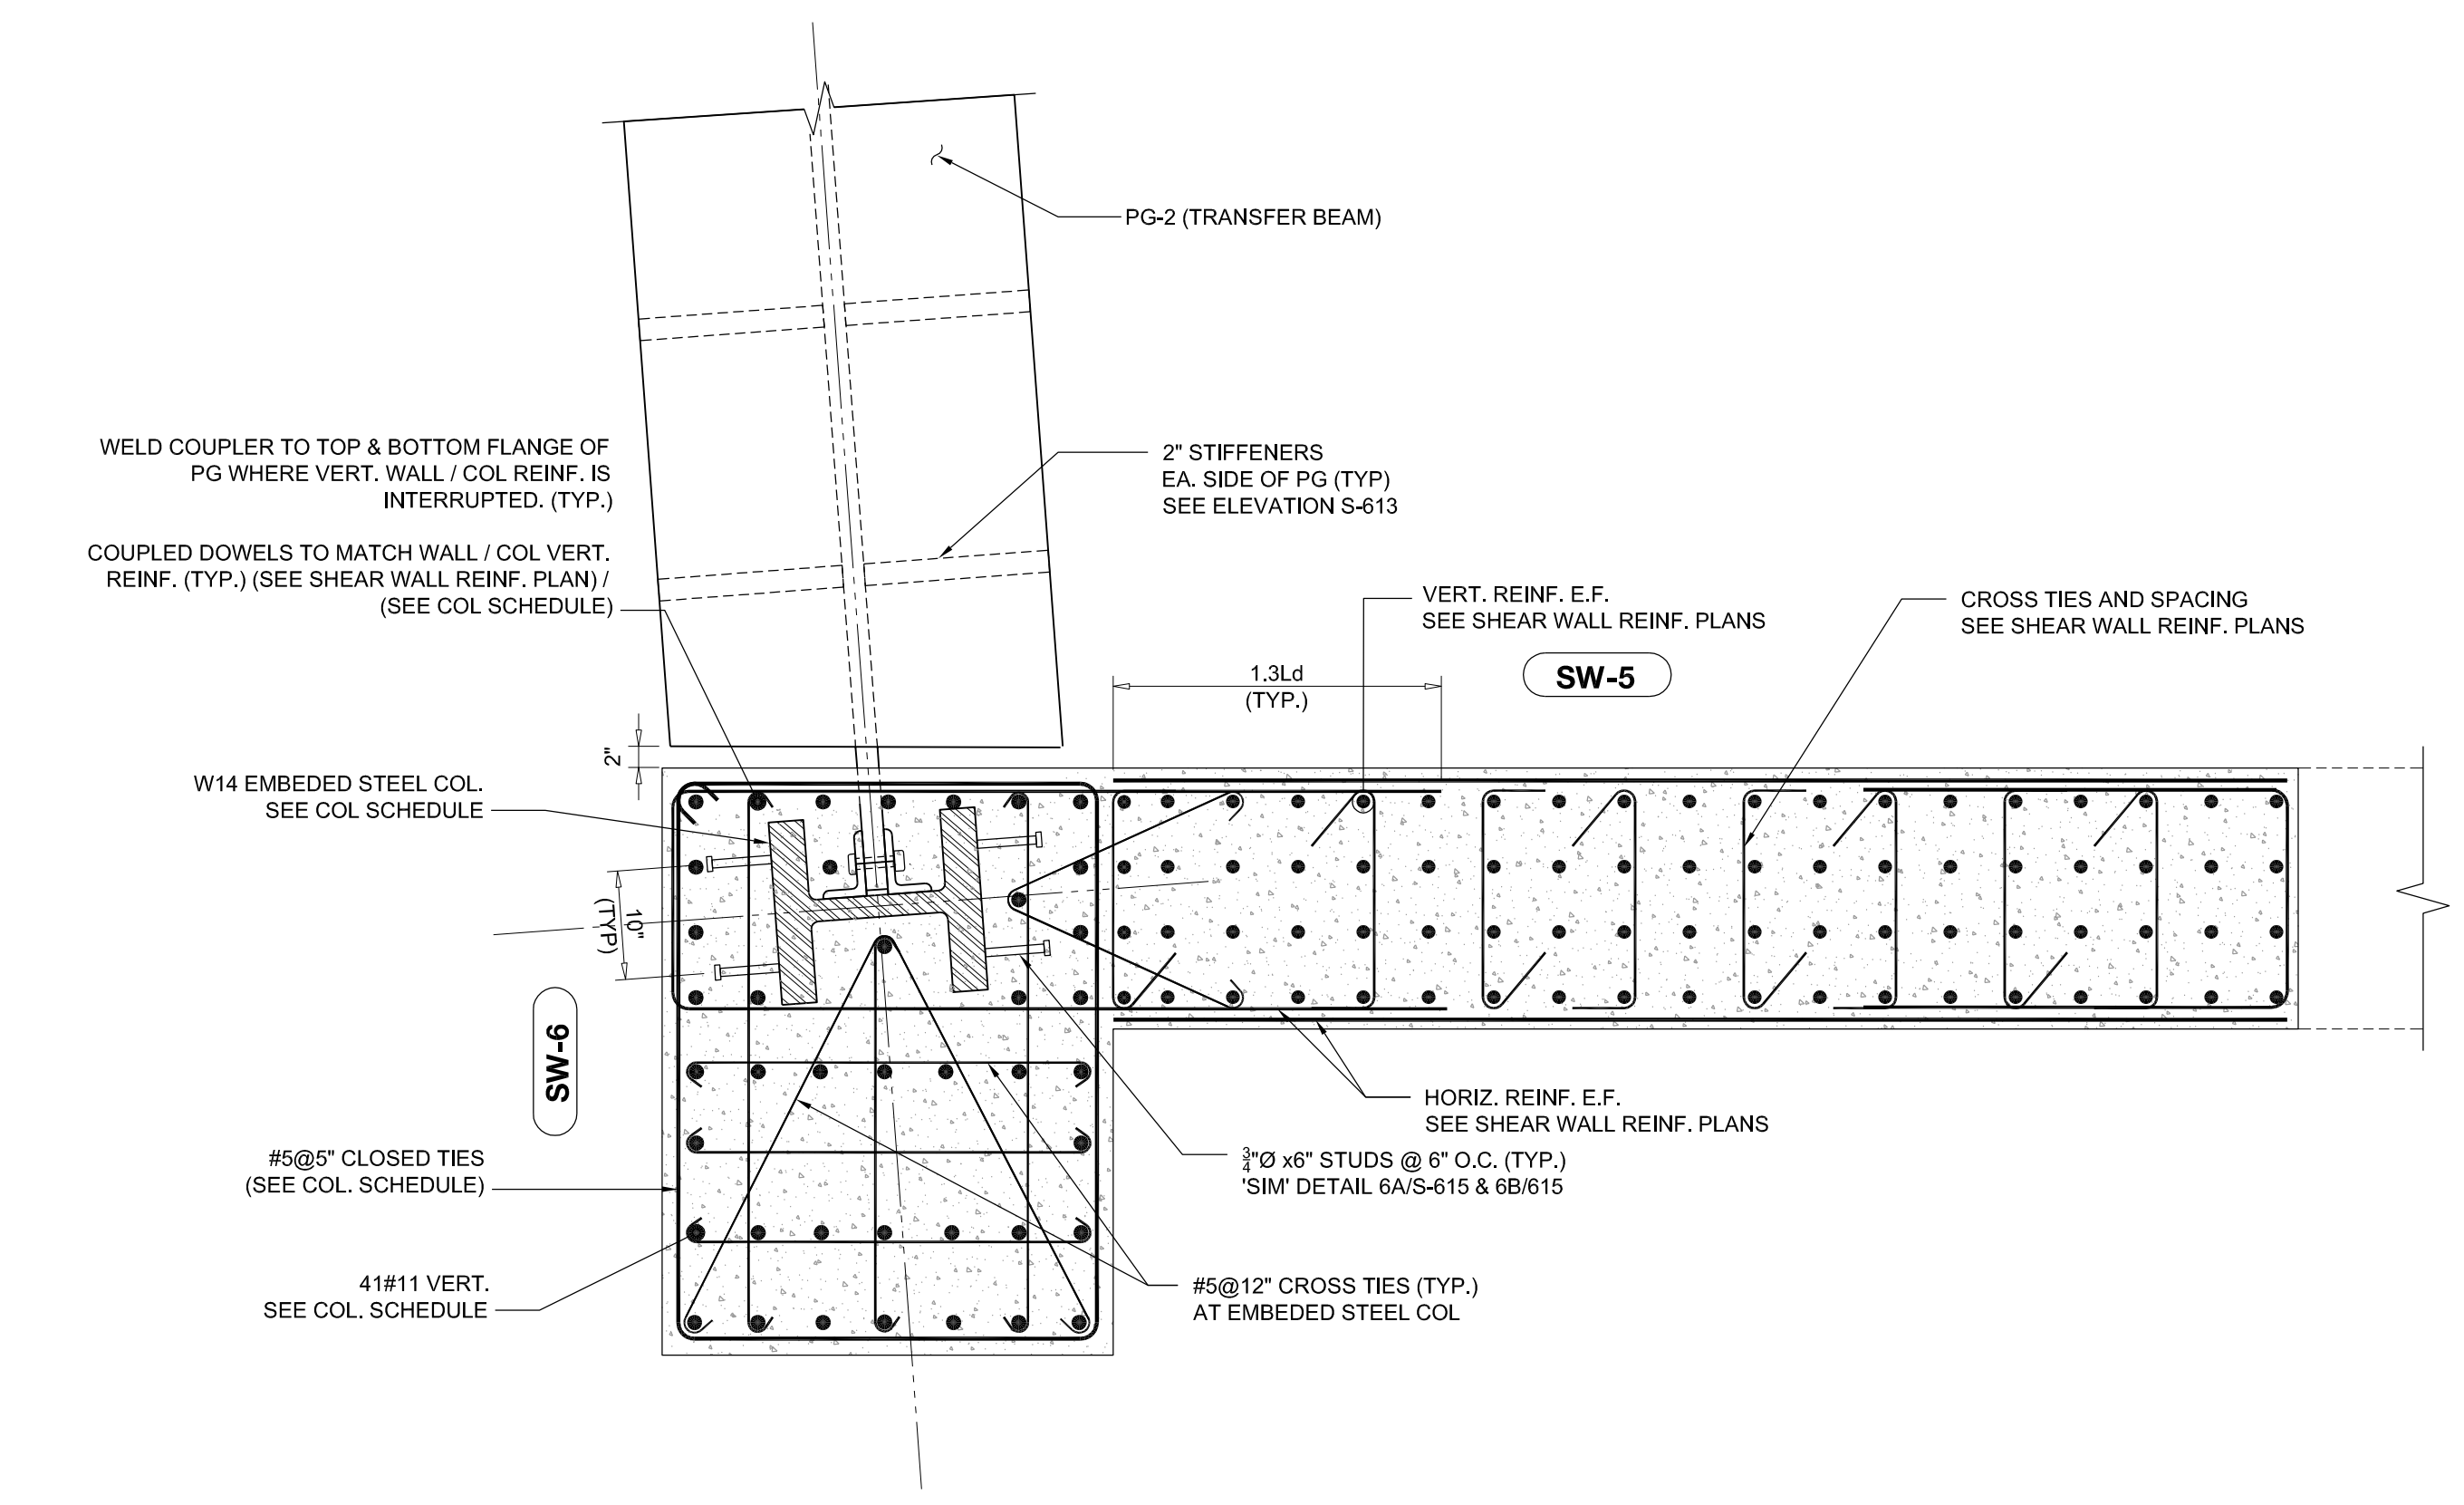 PG-2 (TRANSFER BEAM)
WELD COUPLER TO TOP & BOTTOM FLANGE OF
PG WHERE VERT. WALL / COL REINF. IS
INTERRUPTED. (TYP.)
2" STIFFENERS
EA. SIDE OF PG (TYP)
SEE ELEVATION S-613
COUPLED DOWELS TO MATCH WALL / COL VERT.
REINF. (TYP.) (SEE SHEAR WALL REINF. PLAN) /
(SEE COL SCHEDULE)
VERT. REINF. E.F.
SEE SHEAR WALL REINF. PLANS
CROSS TIES AND SPACING
SEE SHEAR WALL REINF. PLANS
1.3Ld
(TYP.)
SW-5
2"
W14 EMBEDED STEEL COL.
SEE COL SCHEDULE
10"
(TYP)
SW-6
HORIZ. REINF. E.F.
SEE SHEAR WALL REINF. PLANS
#5@5" CLOSED TIES
(SEE COL. SCHEDULE)
3/4"Ø x6" STUDS @ 6" O.C. (TYP.)
'SIM' DETAIL 6A/S-615 & 6B/615
41#11 VERT.
SEE COL. SCHEDULE
#5@12" CROSS TIES (TYP.)
AT EMBEDED STEEL COL